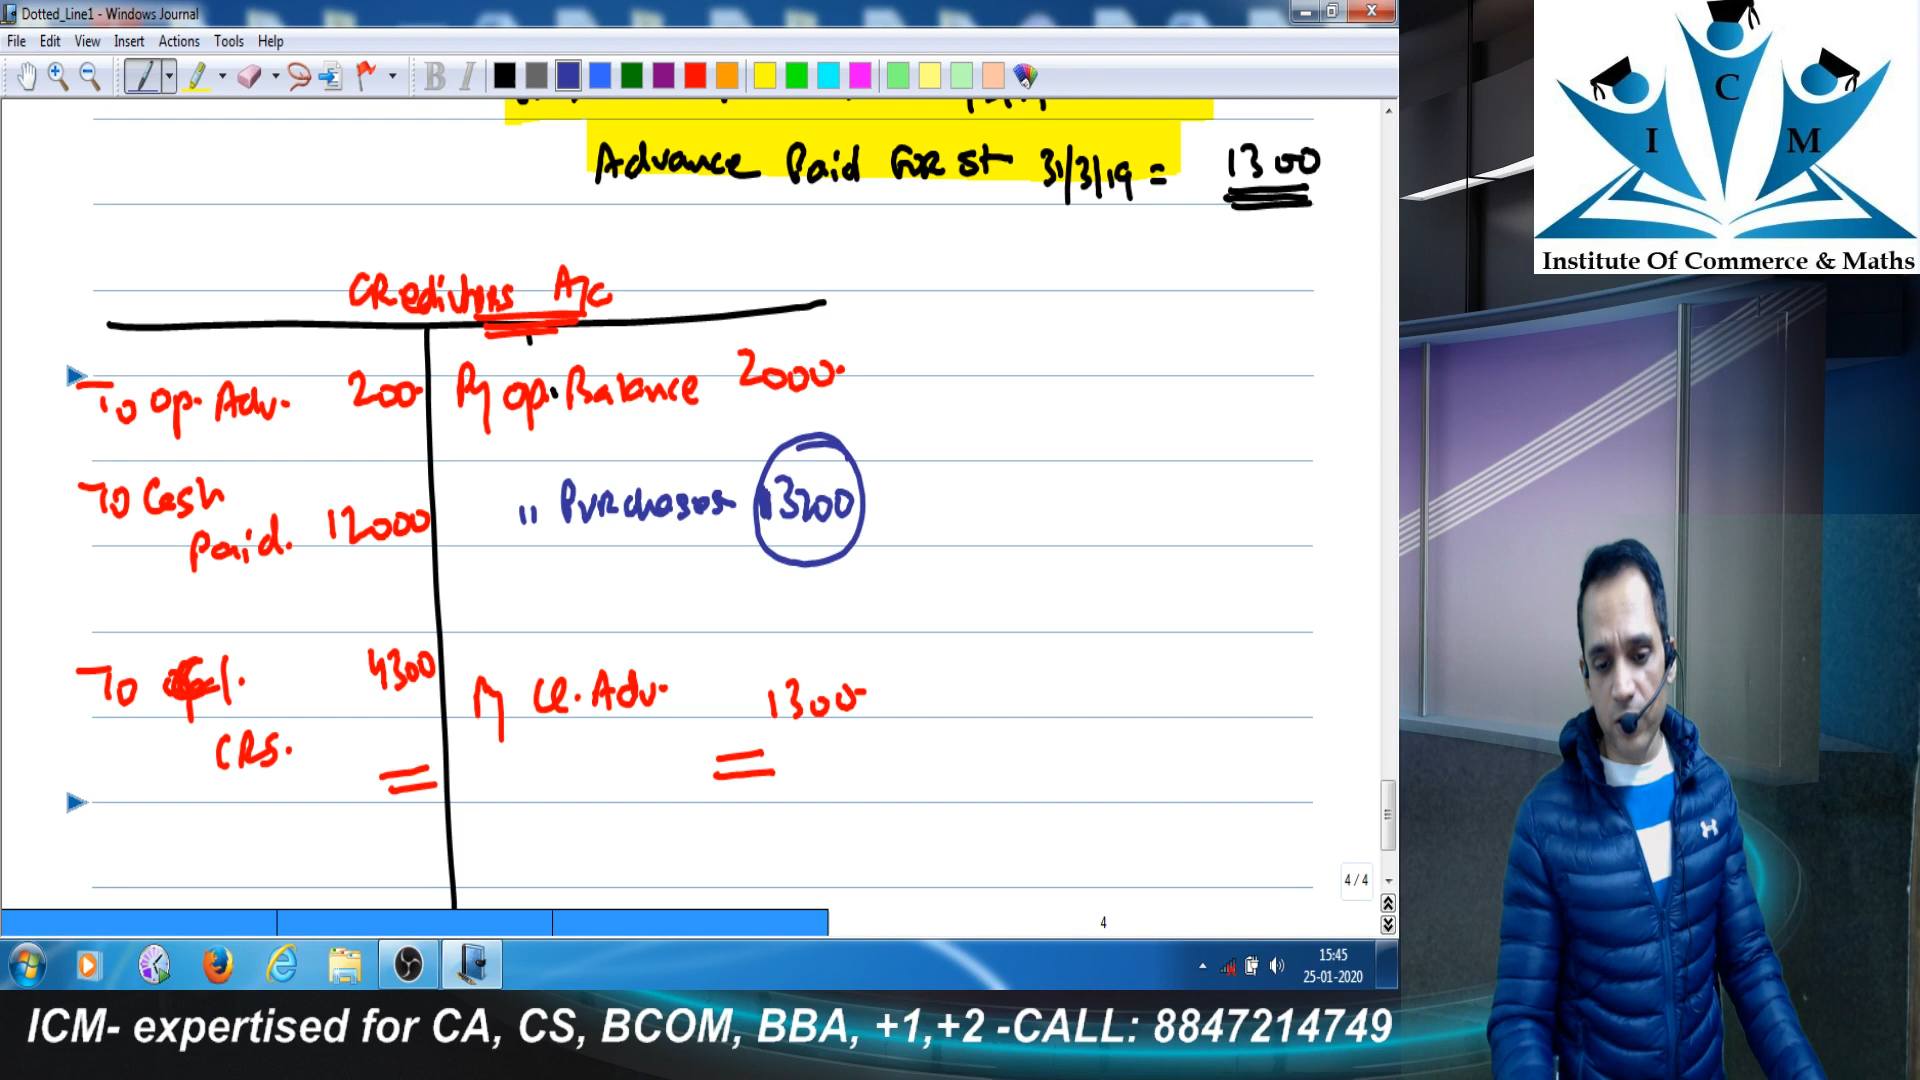 Dotted_Line1 - Windows Journal
File Edit View Insert Actions Tools Help
B I
Advance Paid FOR St 31/3/19 = 1300
CReditors A/c
To Op. Adv. 200 By Op. Balance 2000
To Cash Paid. 12000 " PURchases 13200
To Cl. CRS. 4300 By Cl. Adv. 1300
4 / 4
4
15:45
25-01-2020
I C M
Institute Of Commerce & Maths
ICM- expertised for CA, CS, BCOM, BBA, +1,+2 -CALL: 8847214749